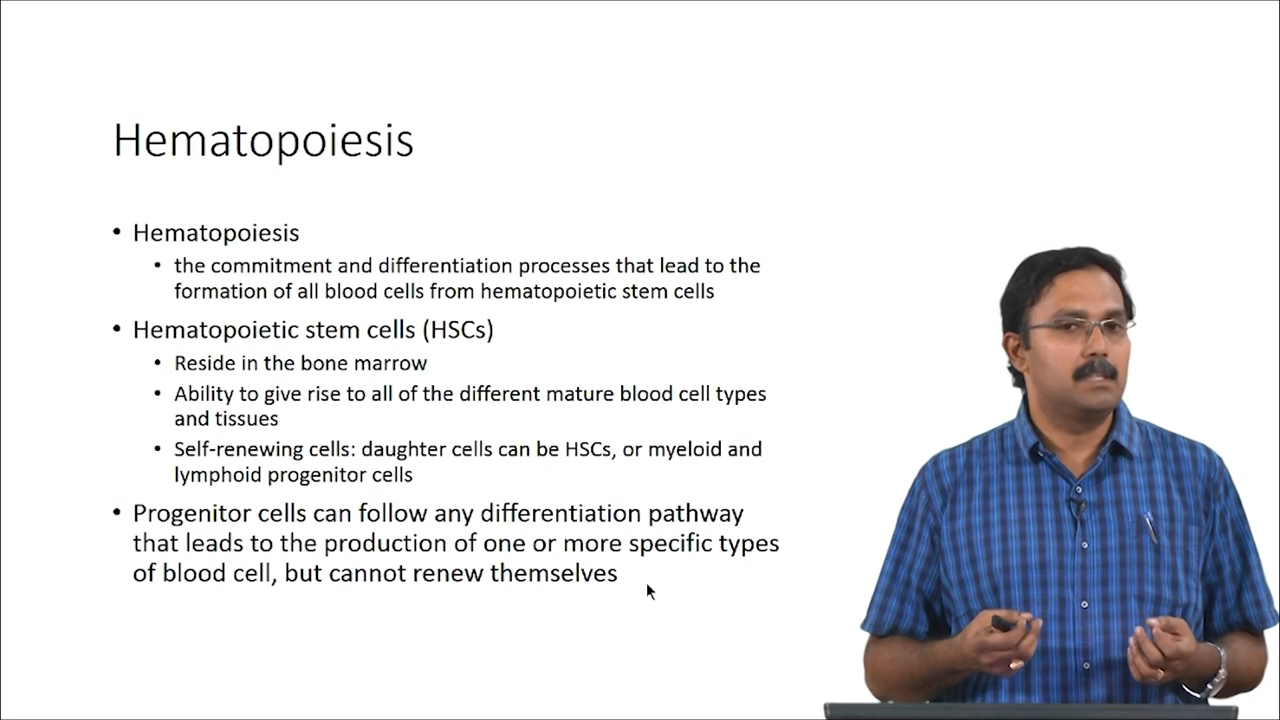 Hematopoiesis
• Hematopoiesis
• the commitment and differentiation processes that lead to the
formation of all blood cells from hematopoietic stem cells
• Hematopoietic stem cells (HSCs)
• Reside in the bone marrow
• Ability to give rise to all of the different mature blood cell types
and tissues
• Self-renewing cells: daughter cells can be HSCs, or myeloid and
lymphoid progenitor cells
• Progenitor cells can follow any differentiation pathway
that leads to the production of one or more specific types
of blood cell, but cannot renew themselves